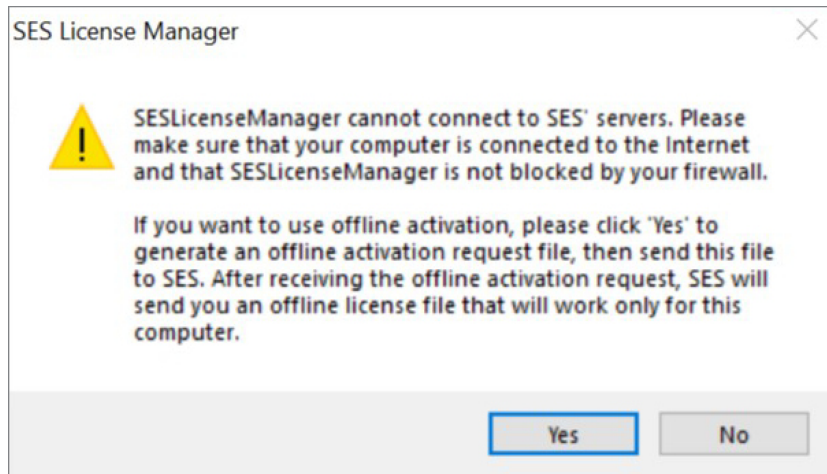 SES License Manager
SESLicenseManager cannot connect to SES' servers. Please
make sure that your computer is connected to the Internet
and that SESLicenseManager is not blocked by your firewall.
If you want to use offline activation, please click 'Yes' to
generate an offline activation request file, then send this file
to SES. After receiving the offline activation request, SES will
send you an offline license file that will work only for this
computer.
Yes
No